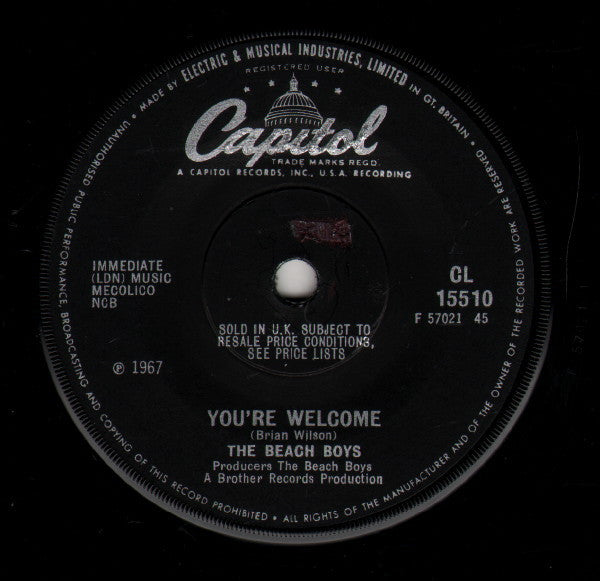 UNAUTHORISED PUBLIC PERFORMANCE, BROADCASTING AND COPYING OF THIS RECORD PROHIBITED • ALL RIGHTS OF THE MANUFACTURER AND OF THE OWNER OF THE RECORDED WORK ARE RESERVED •
MADE BY ELECTRIC & MUSICAL INDUSTRIES, LIMITED IN GT. BRITAIN •
REGISTERED USER
Capitol
TRADE MARKS REGD.
A CAPITOL RECORDS, INC., U.S.A. RECORDING
IMMEDIATE
(LDN) MUSIC
MECOLICO
NCB
CL
15510
F 57021 45
SOLD IN U.K. SUBJECT TO
RESALE PRICE CONDITIONS,
SEE PRICE LISTS
℗ 1967
YOU'RE WELCOME
(Brian Wilson)
THE BEACH BOYS
Producers The Beach Boys
A Brother Records Production